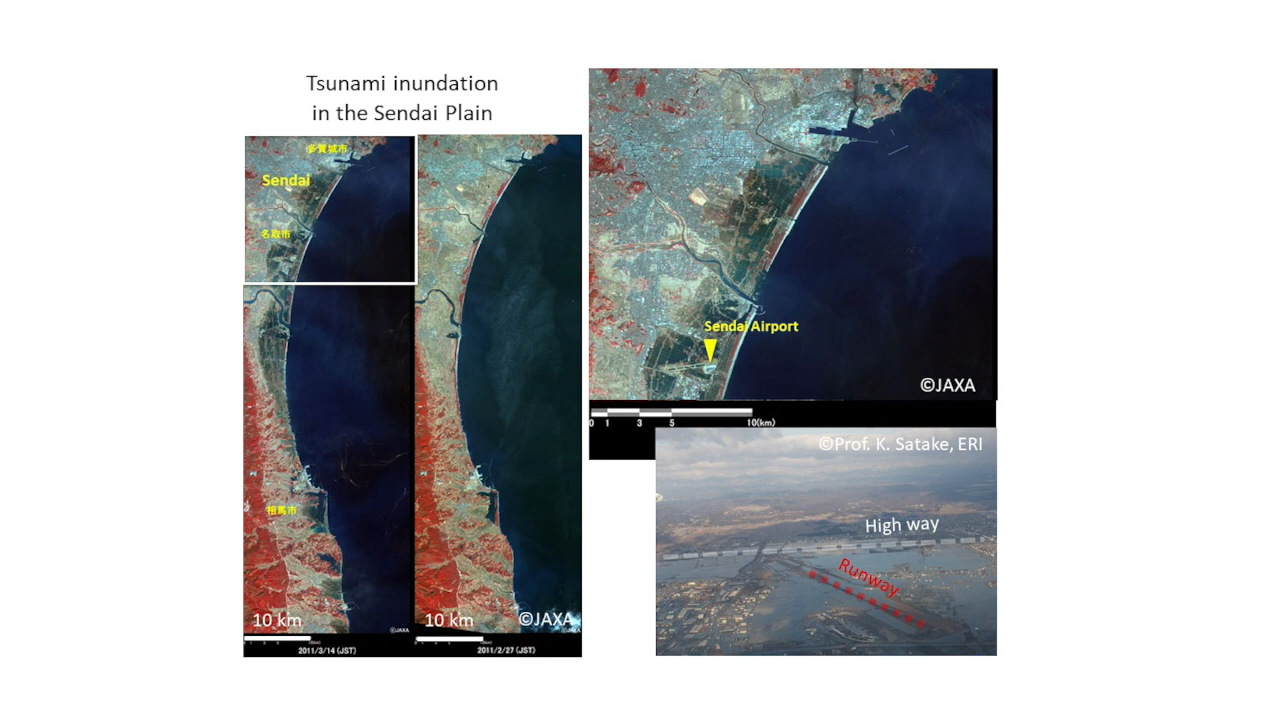 Tsunami inundation
in the Sendai Plain
多賀城市
Sendai
名取市
相馬市
10 km
©JAXA
2011/3/14 (JST)
10 km
©JAXA
2011/2/27 (JST)
Sendai Airport
©JAXA
0 1 3 5 10(km)
©Prof. K. Satake, ERI
High way
Runway